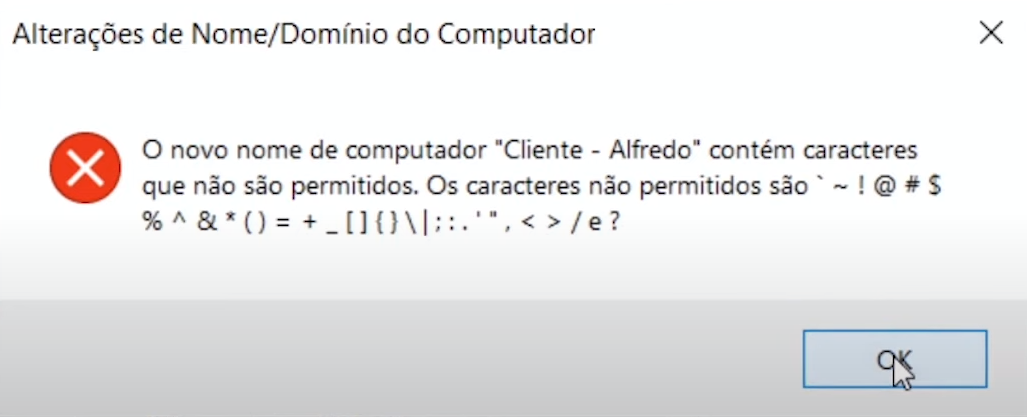 Alterações de Nome/Domínio do Computador
O novo nome de computador "Cliente - Alfredo" contém caracteres
que não são permitidos. Os caracteres não permitidos são ` ~ ! @ # $
% ^ & * ( ) = + _ [ ] { } \ | ; : . ' " , < > / e ?
OK